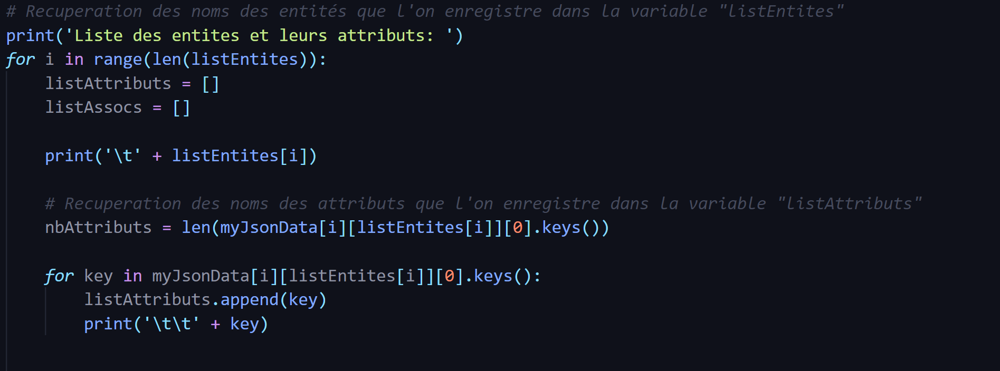 # Recuperation des noms des entités que l'on enregistre dans la variable "listEntites"
print('Liste des entites et leurs attributs: ')
for i in range(len(listEntites)):
    listAttributs = []
    listAssocs = []
    print('\t' + listEntites[i])
    # Recuperation des noms des attributs que l'on enregistre dans la variable "listAttributs"
    nbAttributs = len(myJsonData[i][listEntites[i]][0].keys())
    for key in myJsonData[i][listEntites[i]][0].keys():
        listAttributs.append(key)
        print('\t\t' + key)